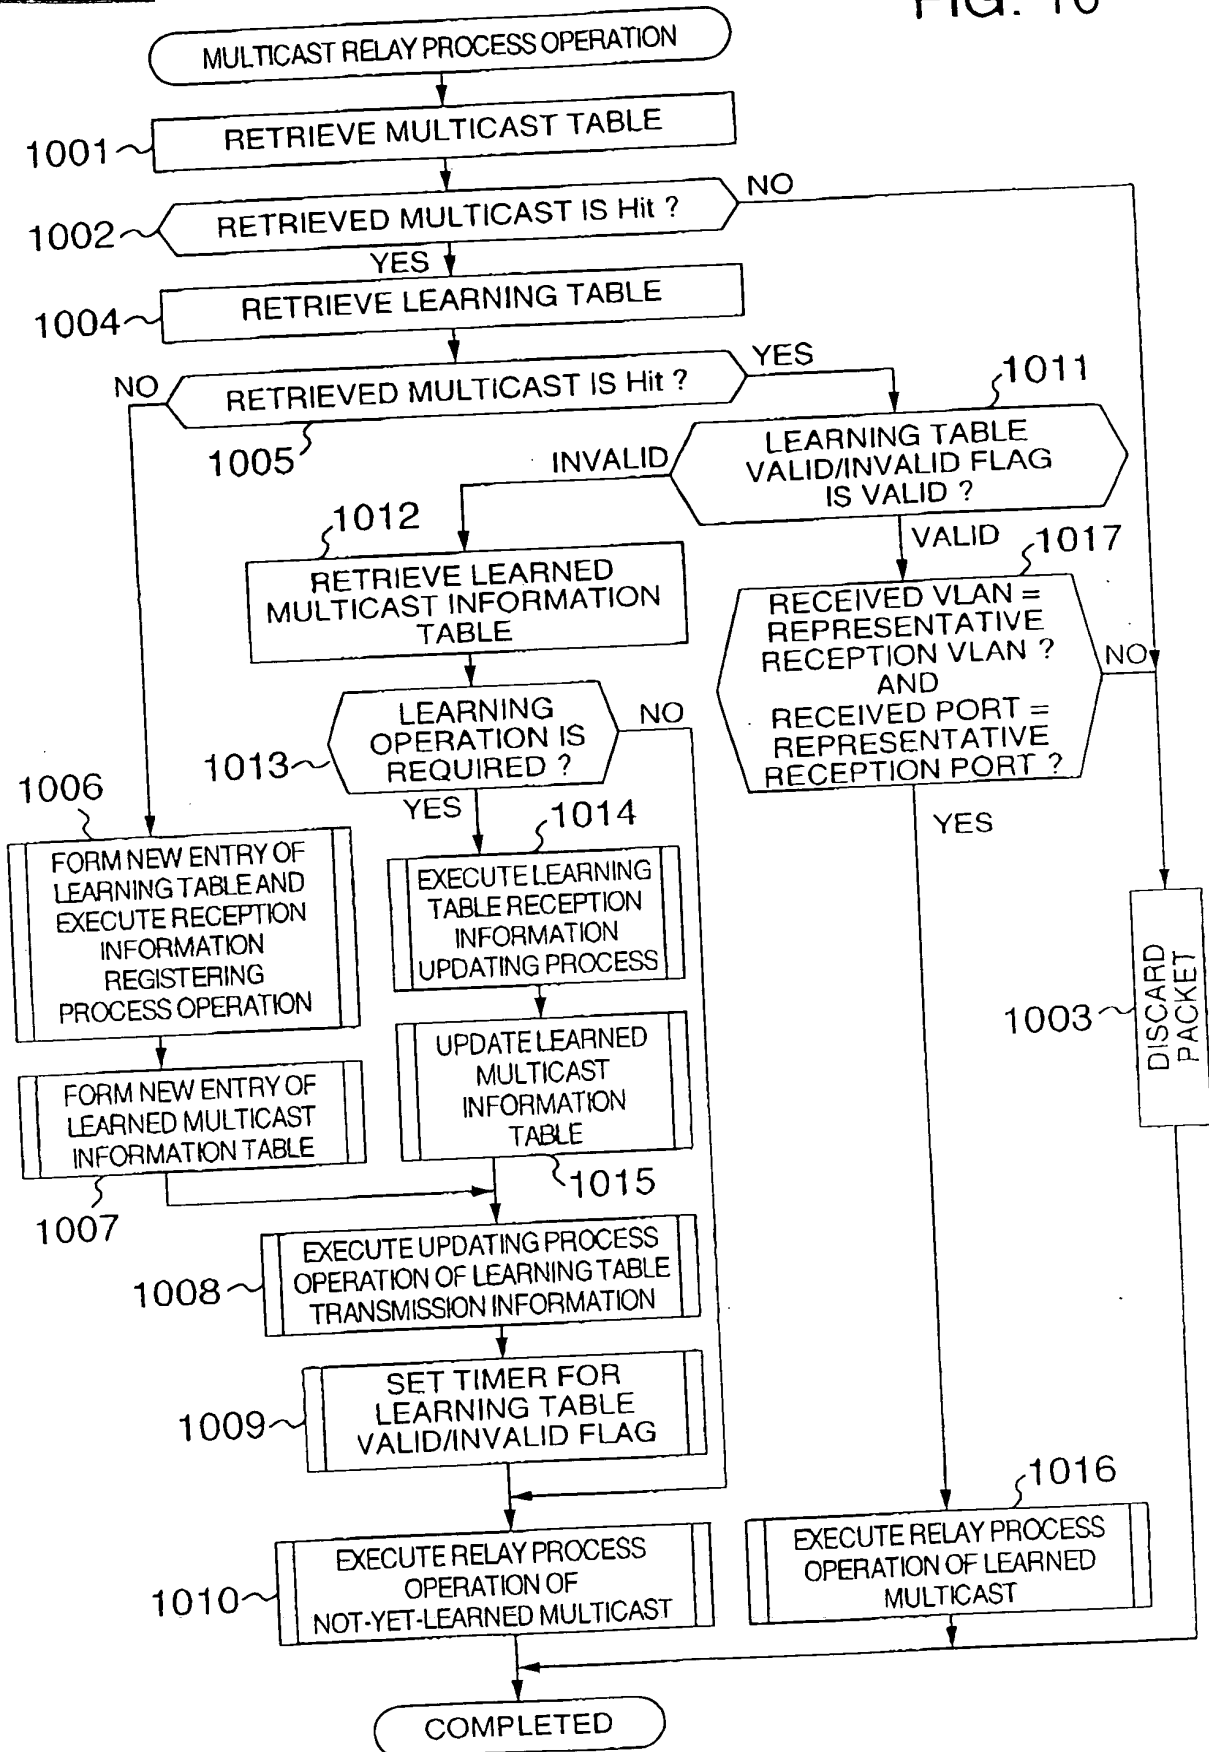 FIG. 10
MULTICAST RELAY PROCESS OPERATION
1001
RETRIEVE MULTICAST TABLE
NO
1002
RETRIEVED MULTICAST IS Hit ?
YES
1004
RETRIEVE LEARNING TABLE
NO
RETRIEVED MULTICAST IS Hit ?
YES
1005
1011
INVALID
LEARNING TABLE
VALID/INVALID FLAG
IS VALID ?
1012
VALID
1017
RETRIEVE LEARNED
MULTICAST INFORMATION
TABLE
RECEIVED VLAN =
REPRESENTATIVE
RECEPTION VLAN ?
AND
RECEIVED PORT =
REPRESENTATIVE
RECEPTION PORT ?
NO
1013
LEARNING
OPERATION IS
REQUIRED ?
NO
YES
YES
1006
FORM NEW ENTRY OF
LEARNING TABLE AND
EXECUTE RECEPTION
INFORMATION
REGISTERING
PROCESS OPERATION
1014
EXECUTE LEARNING
TABLE RECEPTION
INFORMATION
UPDATING PROCESS
1003
DISCARD
PACKET
FORM NEW ENTRY OF
LEARNED MULTICAST
INFORMATION TABLE
1007
UPDATE LEARNED
MULTICAST
INFORMATION
TABLE
1015
1008
EXECUTE UPDATING PROCESS
OPERATION OF LEARNING TABLE
TRANSMISSION INFORMATION
1009
SET TIMER FOR
LEARNING TABLE
VALID/INVALID FLAG
1016
1010
EXECUTE RELAY PROCESS
OPERATION OF
NOT-YET-LEARNED MULTICAST
EXECUTE RELAY PROCESS
OPERATION OF LEARNED
MULTICAST
COMPLETED